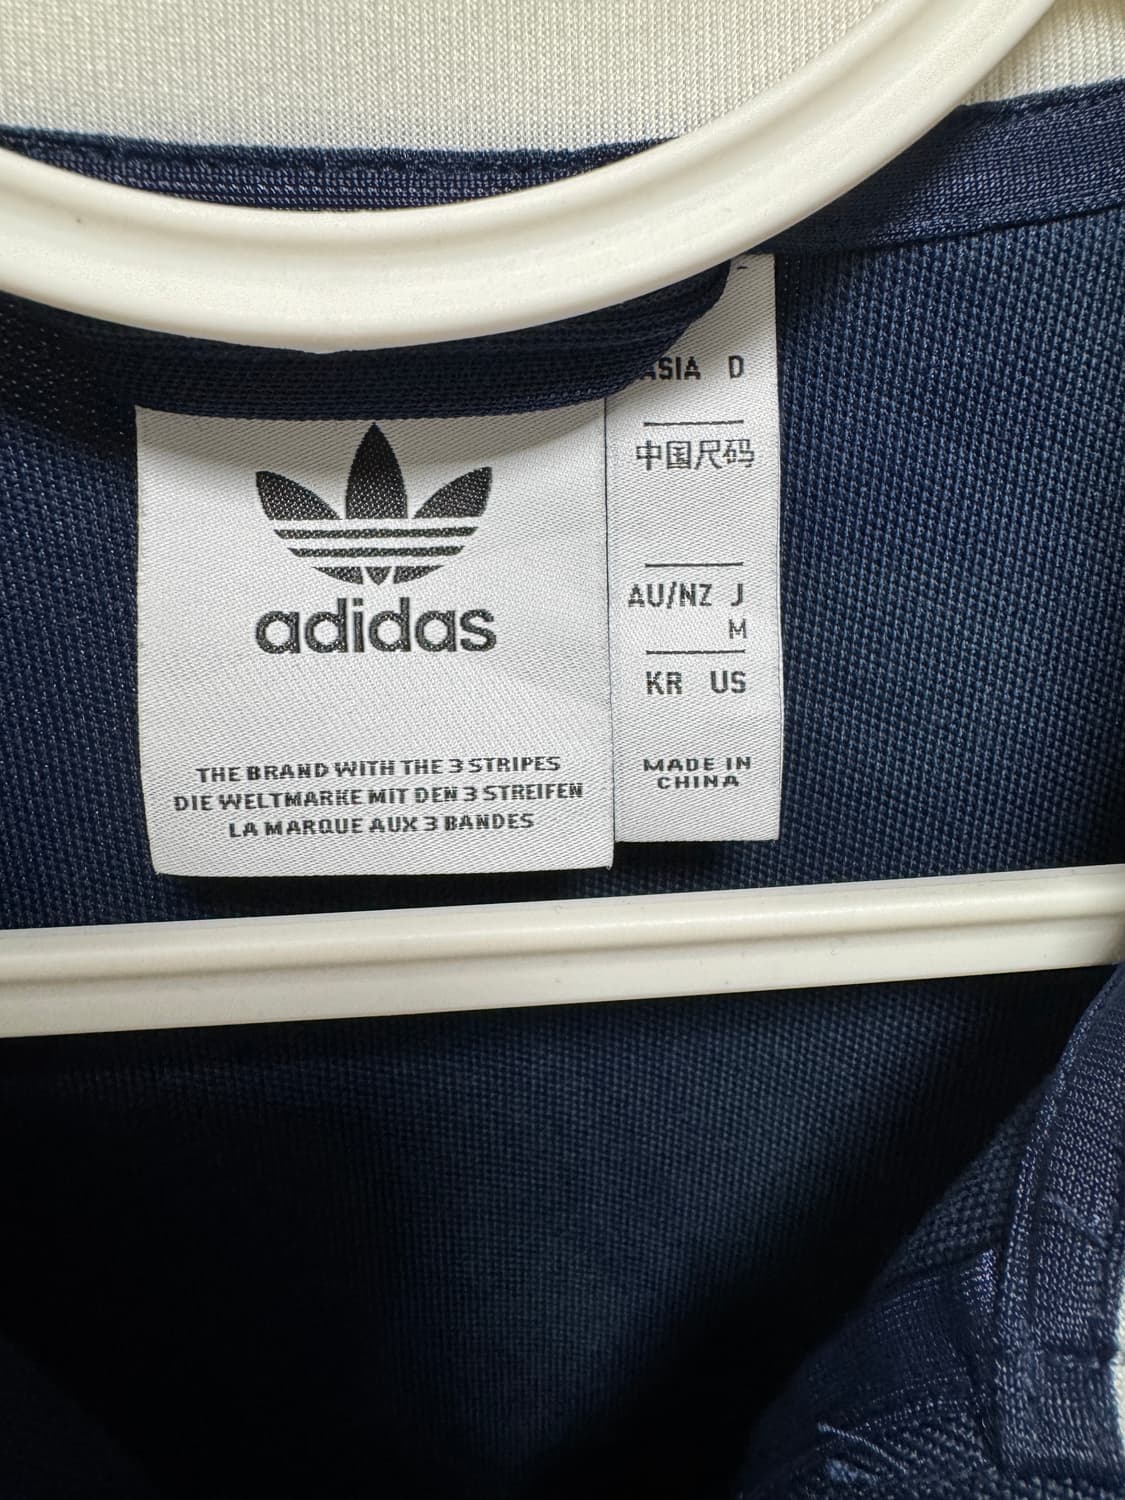 adidas
THE BRAND WITH THE 3 STRIPES
DIE WELTMARKE MIT DEN 3 STREIFEN
LA MARQUE AUX 3 BANDES
ASIA D
中国尺码
AU/NZ J
M
KR US
MADE IN
CHINA